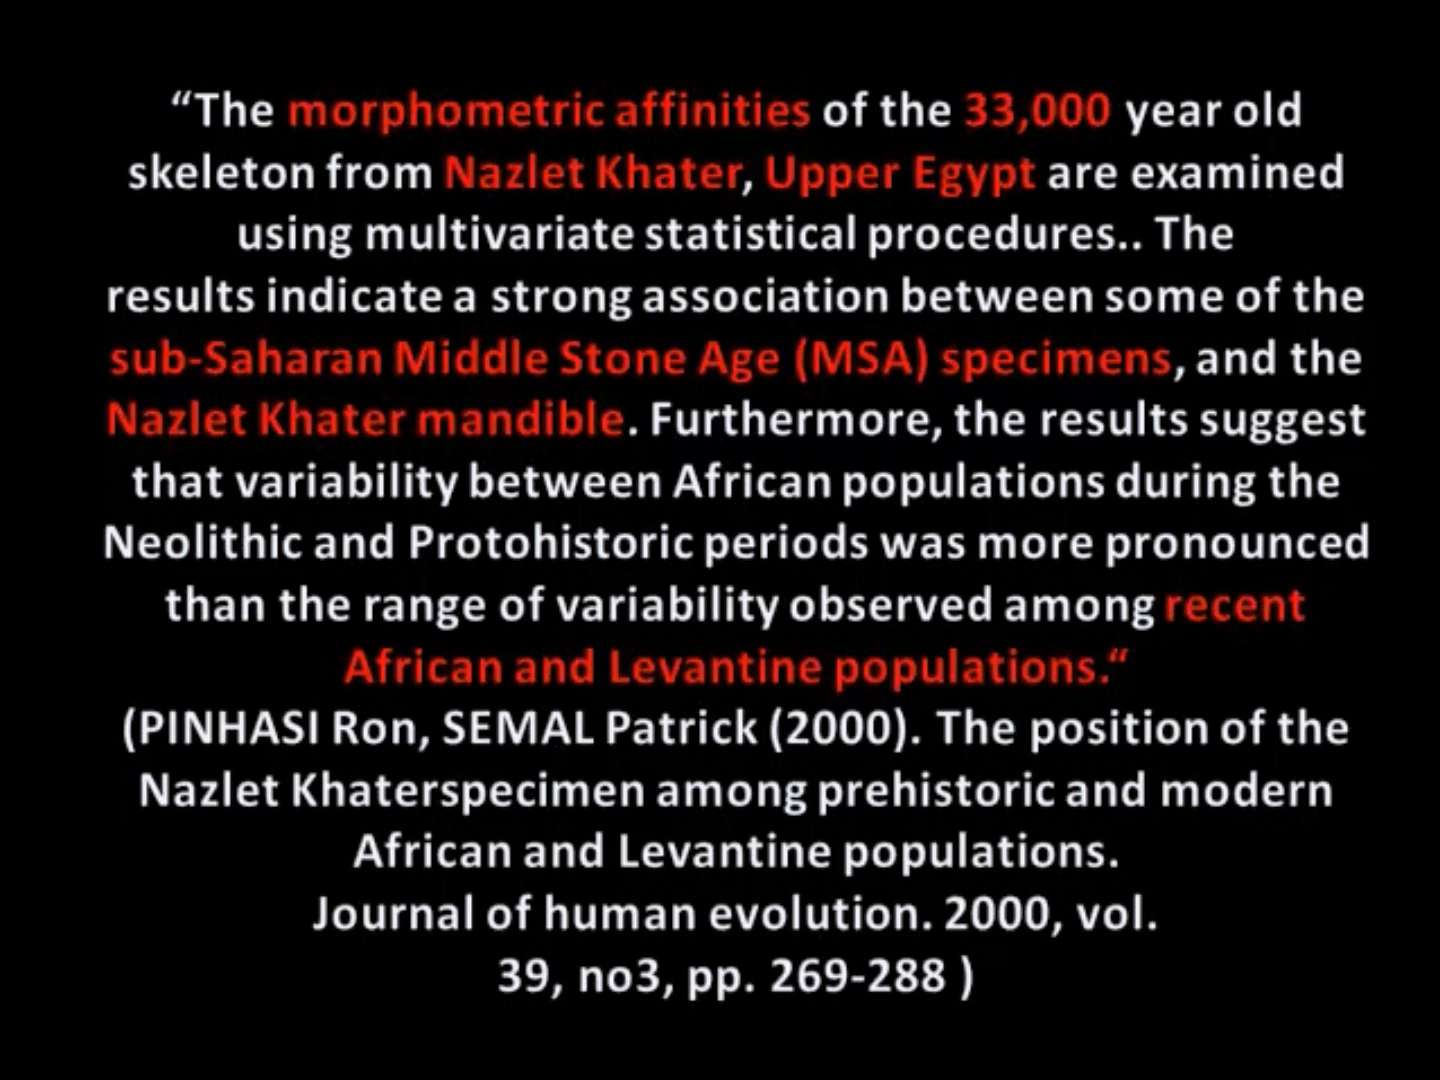 “The morphometric affinities of the 33,000 year old
skeleton from Nazlet Khater, Upper Egypt are examined
using multivariate statistical procedures.. The
results indicate a strong association between some of the
sub-Saharan Middle Stone Age (MSA) specimens, and the
Nazlet Khater mandible. Furthermore, the results suggest
that variability between African populations during the
Neolithic and Protohistoric periods was more pronounced
than the range of variability observed among recent
African and Levantine populations.“
(PINHASI Ron, SEMAL Patrick (2000). The position of the
Nazlet Khaterspecimen among prehistoric and modern
African and Levantine populations.
Journal of human evolution. 2000, vol.
39, no3, pp. 269-288 )